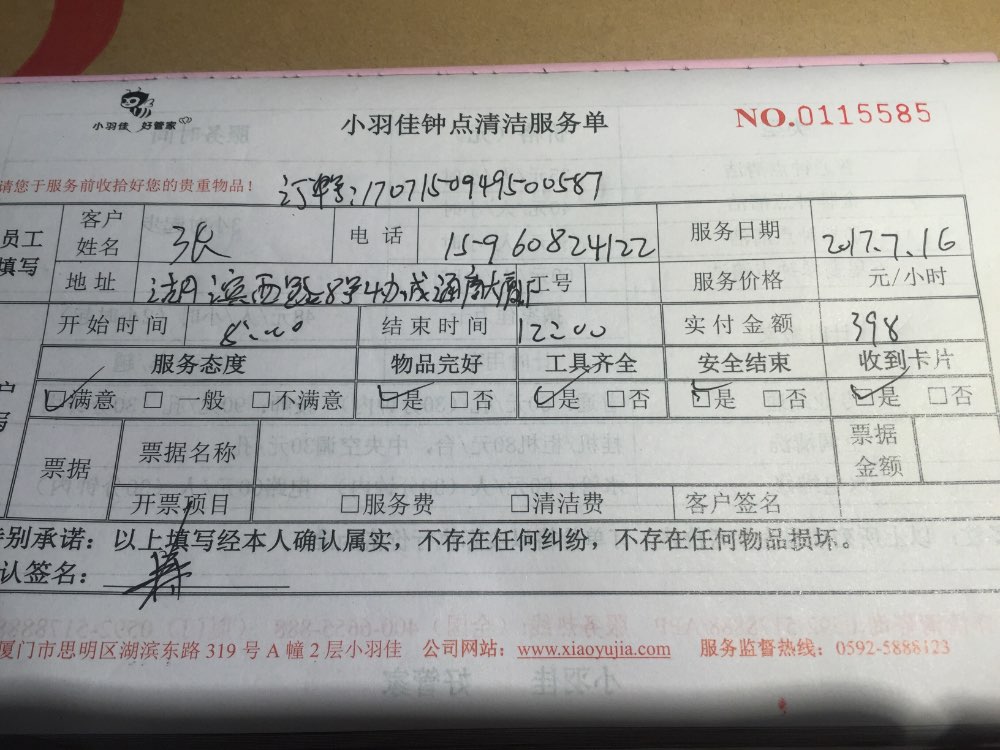 小羽佳 好管家
小羽佳钟点清洁服务单
NO.0115585
请您于服务前收拾好您的贵重物品！
订单号：1707150949500587
员工填写 客户姓名 张 电话 15960824122 服务日期 2017.7.16
地址 滨西路 号 成通 大厦 工号 服务价格 元/小时
开始时间 8:00 结束时间 12:00 实付金额 398
服务态度 物品完好 工具齐全 安全结束 收到卡片
☑满意 □一般 □不满意 ☑是 □否 ☑是 □否 ☑是 □否 ☑是 □否
票据 票据名称 票据金额
开票项目 □服务费 □清洁费 客户签名
特别承诺：以上填写经本人确认属实，不存在任何纠纷，不存在任何物品损坏。
认签名：
厦门市思明区湖滨东路 319 号 A 幢 2 层小羽佳 公司网站：www.xiaoyujia.com 服务监督热线：0592-5888123